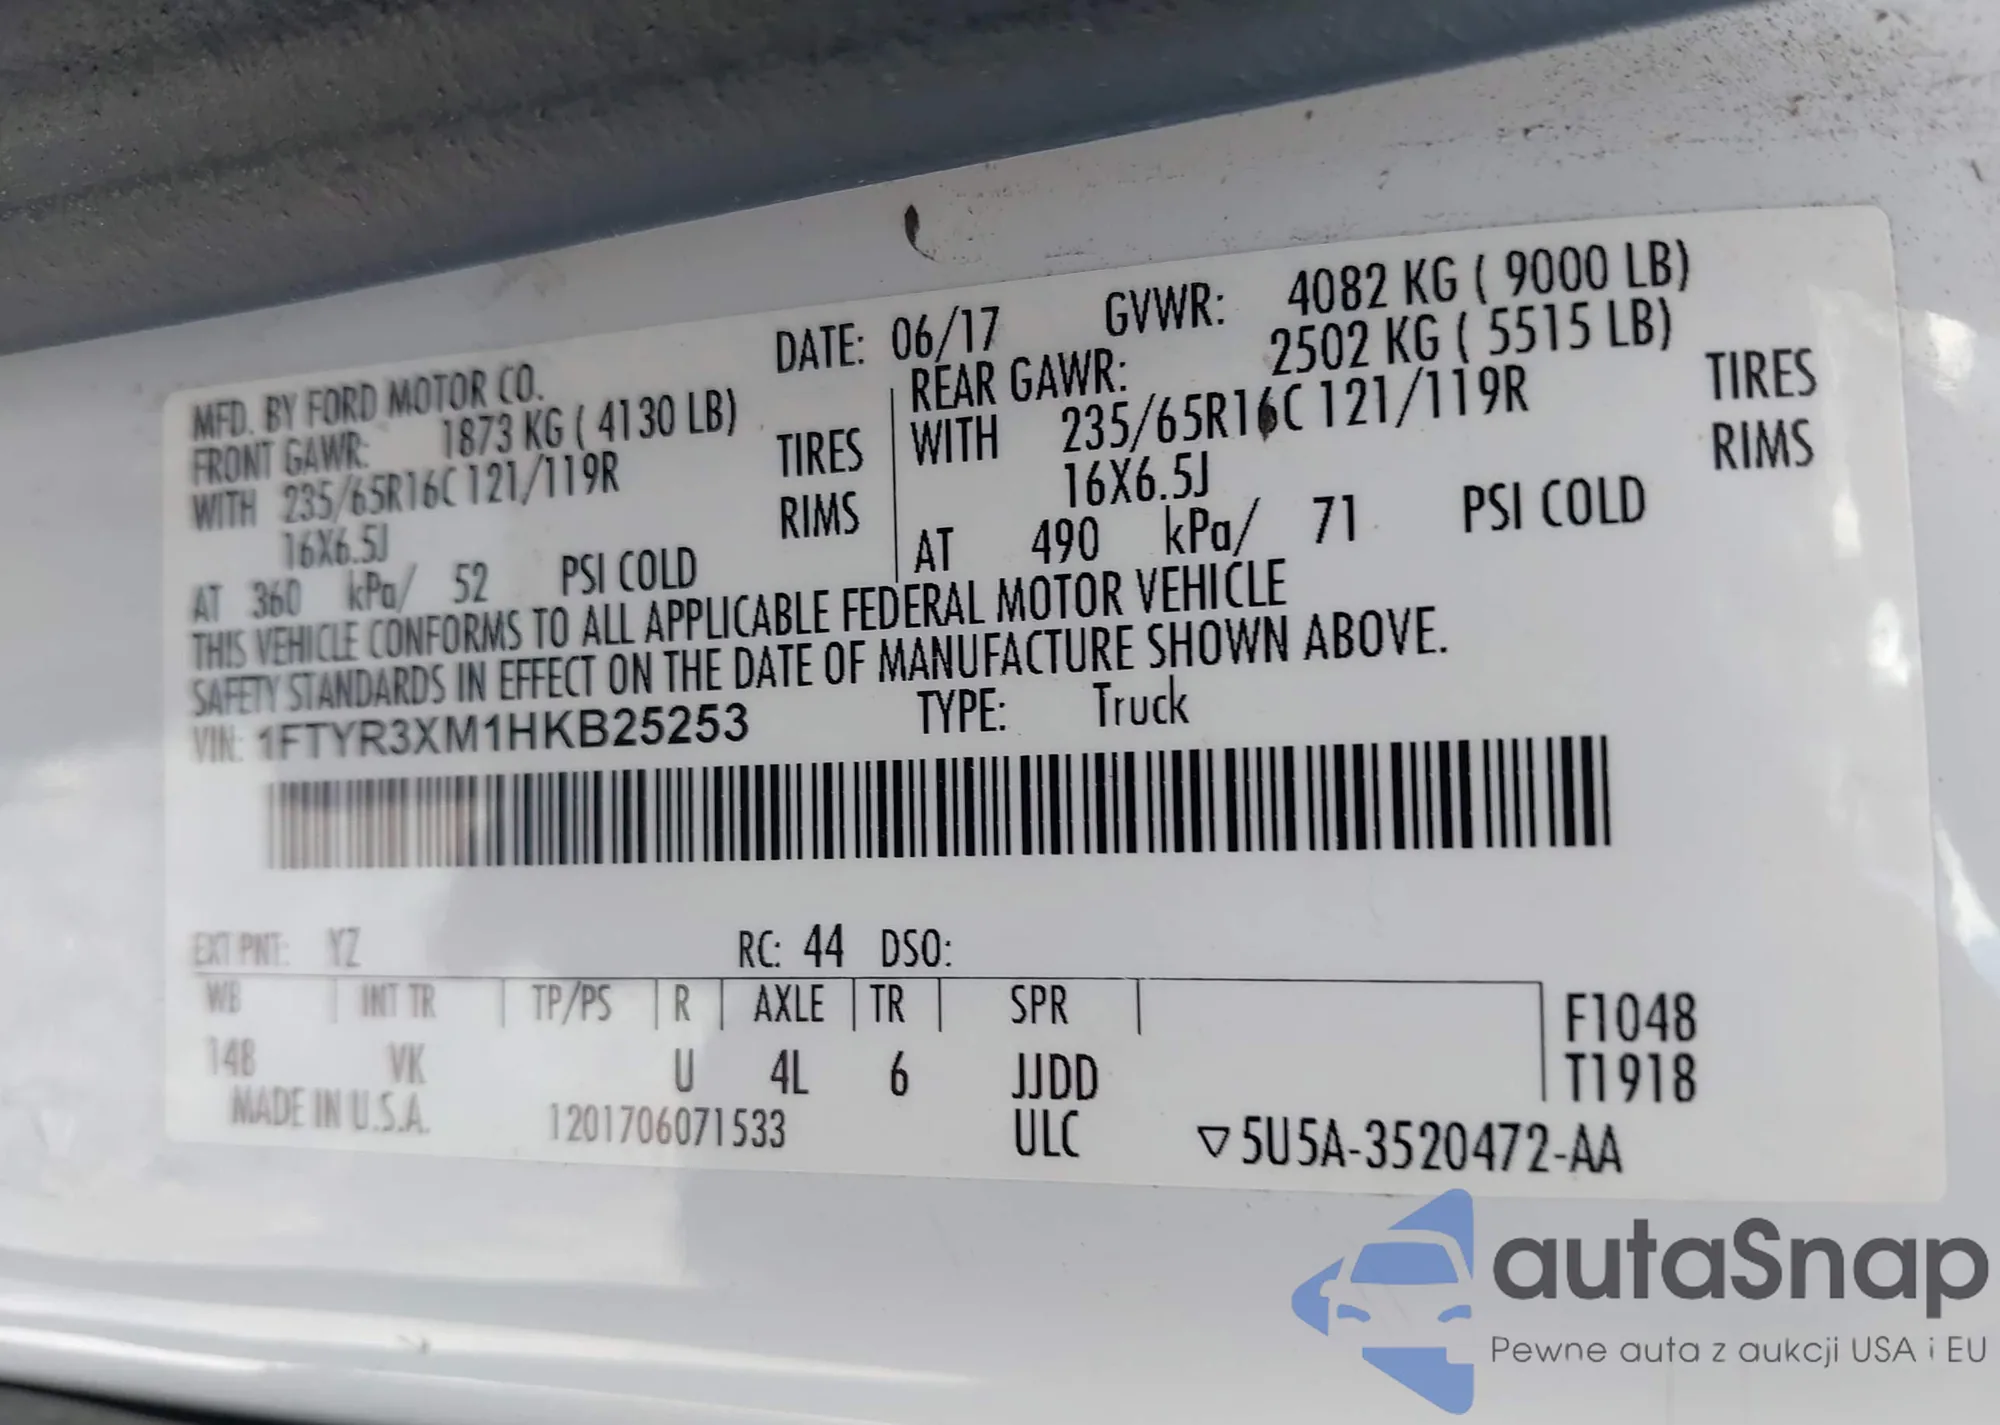 MFD. BY FORD MOTOR CO. DATE: 06/17 GVWR: 4082 KG ( 9000 LB)
FRONT GAWR: 1873 KG ( 4130 LB) REAR GAWR: 2502 KG ( 5515 LB)
WITH 235/65R16C 121/119R TIRES WITH 235/65R16C 121/119R TIRES
16X6.5J RIMS 16X6.5J RIMS
AT 360 kPa/ 52 PSI COLD AT 490 kPa/ 71 PSI COLD
THIS VEHICLE CONFORMS TO ALL APPLICABLE FEDERAL MOTOR VEHICLE
SAFETY STANDARDS IN EFFECT ON THE DATE OF MANUFACTURE SHOWN ABOVE.
VIN: 1FTYR3XM1HKB25253 TYPE: Truck
EXT PNT: YZ RC: 44 DSO:
WB INT TR TP/PS R AXLE TR SPR F1048
148 VK U 4L 6 JJDD T1918
MADE IN U.S.A. 1201706071533 ULC ▽5U5A-3520472-AA
autaSnap
Pewne auta z aukcji USA i EU